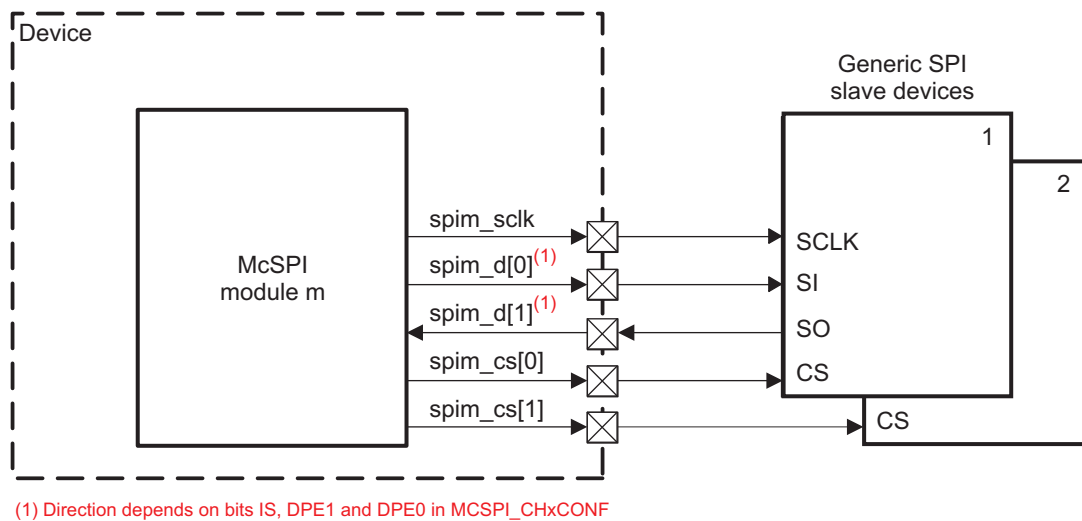 Device
Generic SPI
slave devices
1
2
McSPI
module m
spim_sclk
spim_d[0](1)
spim_d[1](1)
spim_cs[0]
spim_cs[1]
SCLK
SI
SO
CS
CS
(1) Direction depends on bits IS, DPE1 and DPE0 in MCSPI_CHxCONF